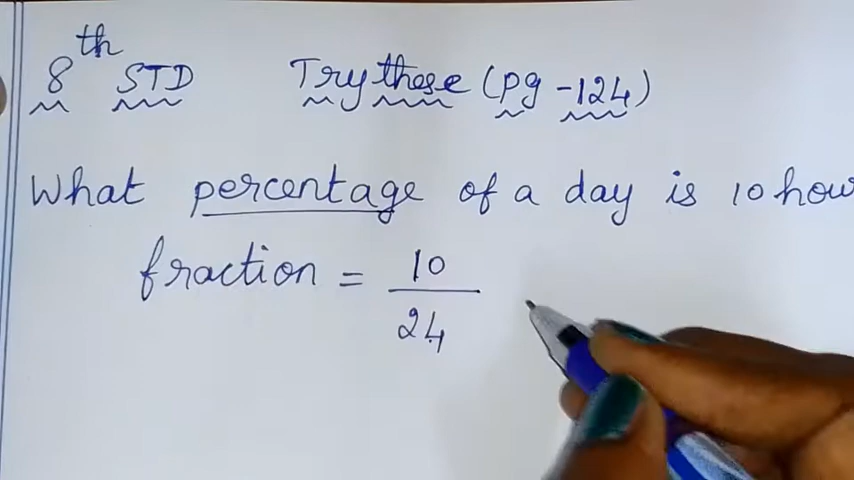 8th STD Try these (pg - 124)
What percentage of a day is 10
fraction = 10
24